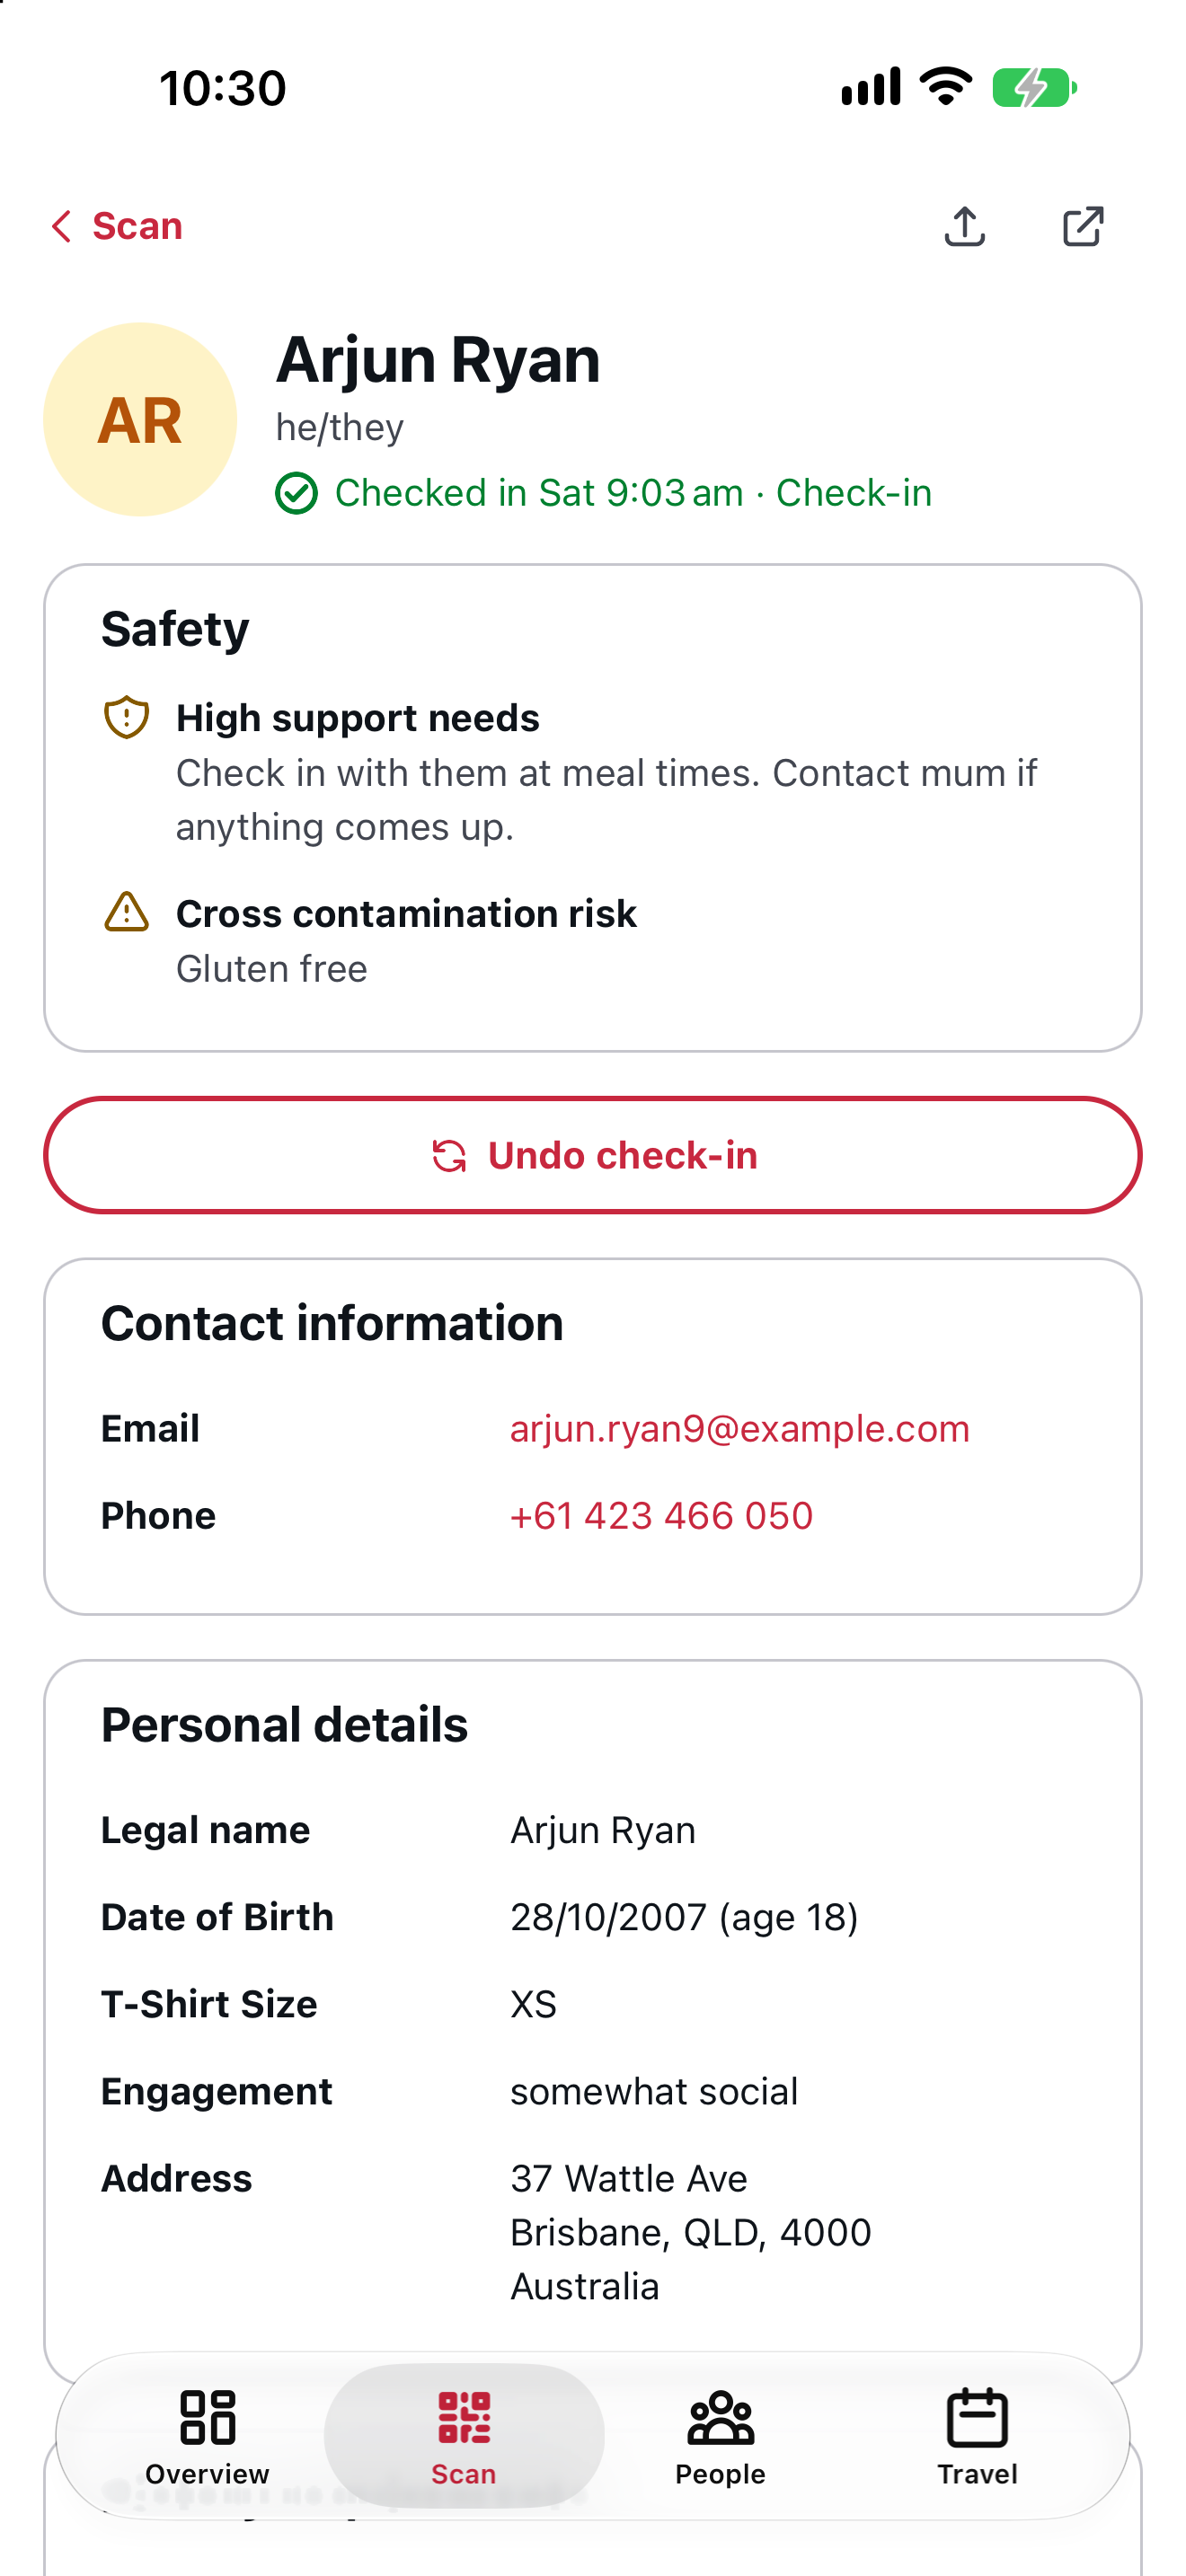 10:30
Scan
AR
Arjun Ryan
he/they
Checked in Sat 9:03 am · Check-in
Safety
High support needs
Check in with them at meal times. Contact mum if
anything comes up.
Cross contamination risk
Gluten free
Undo check-in
Contact information
Email arjun.ryan9@example.com
Phone +61 423 466 050
Personal details
Legal name Arjun Ryan
Date of Birth 28/10/2007 (age 18)
T-Shirt Size XS
Engagement somewhat social
Address 37 Wattle Ave
Brisbane, QLD, 4000
Australia
Overview Scan People Travel